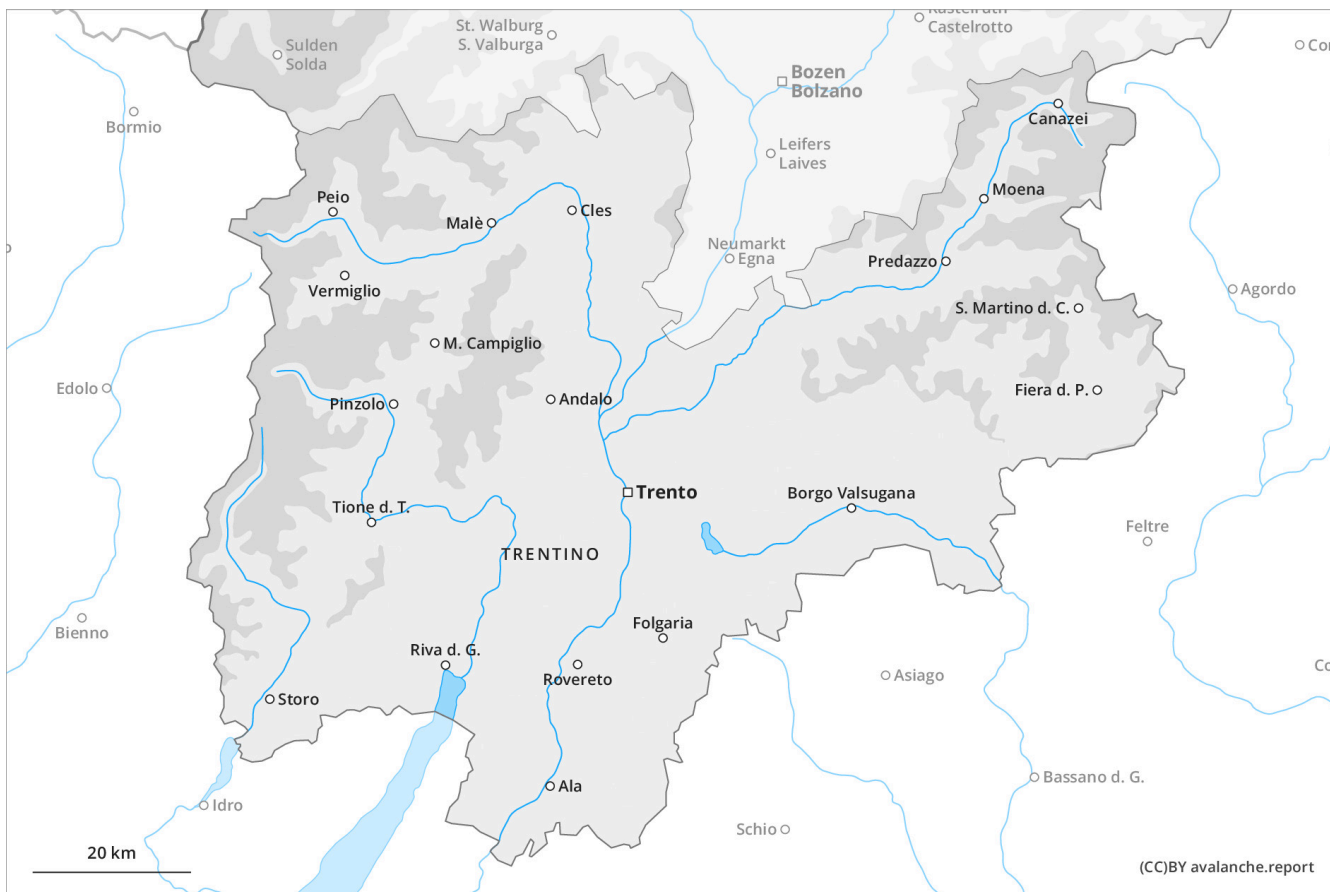 Kastelruth
Castelrotto
St. Walburg
S. Valburga
Sulden
Solda
Bozen
Bolzano
Bormio
Canazei
Leifers
Laives
Peio
Moena
Malè
Cles
Neumarkt
Egna
Predazzo
Vermiglio
Agordo
S. Martino d. C.
M. Campiglio
Edolo
Pinzolo
Andalo
Fiera d. P.
Trento
Borgo Valsugana
Tione d. T.
Feltre
TRENTINO
Bienno
Folgaria
Riva d. G.
Rovereto
Asiago
Storo
Ala
Bassano d. G.
Idro
Schio
20 km
(CC)BY avalanche.report